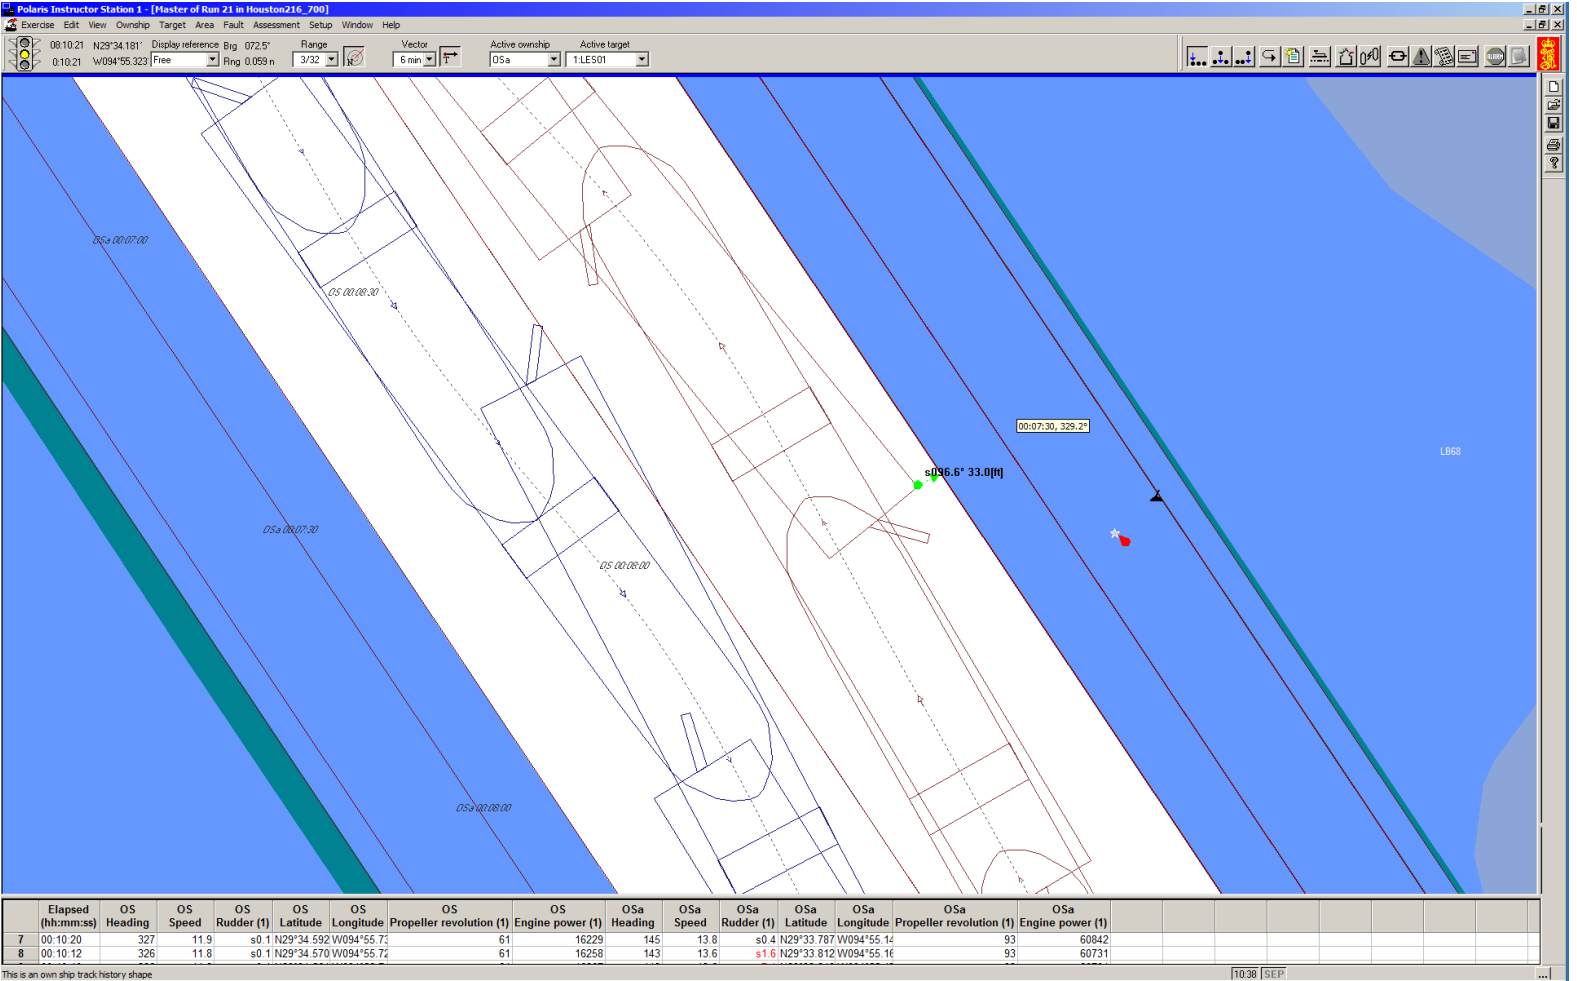 Polaris Instructor Station 1 - [Master of Run 21 in Houston216_700]
Exercise Edit View Ownship Target Area Fault Assessment Setup Window Help
08:10:21 N29°34.181' Display reference Brg 072.5° Range Vector Active ownship Active target
0:10:21 W094°55.323' Free Rng 0.059 n 3/32 6 min OSa 1:LES01
OSa 00:07:00
OS 00:08:30
00:07:30, 329.2°
LB68
s096.6° 33.0[ft]
OSa 00:07:30
OS 00:08:00
OSa 00:08:00
Elapsed OS OS OS OS OS OS OS OSa OSa OSa OSa OSa OSa OSa
(hh:mm:ss) Heading Speed Rudder (1) Latitude Longitude Propeller revolution (1) Engine power (1) Heading Speed Rudder (1) Latitude Longitude Propeller revolution (1) Engine power (1)
7 00:10:20 327 11.9 s0.1 N29°34.592 W094°55.73 61 16229 145 13.8 s0.4 N29°33.787 W094°55.14 93 60842
8 00:10:12 326 11.8 s0.1 N29°34.570 W094°55.72 61 16258 143 13.6 s1.6 N29°33.812 W094°55.16 93 60731
This is an own ship track history shape
10:38 SEP